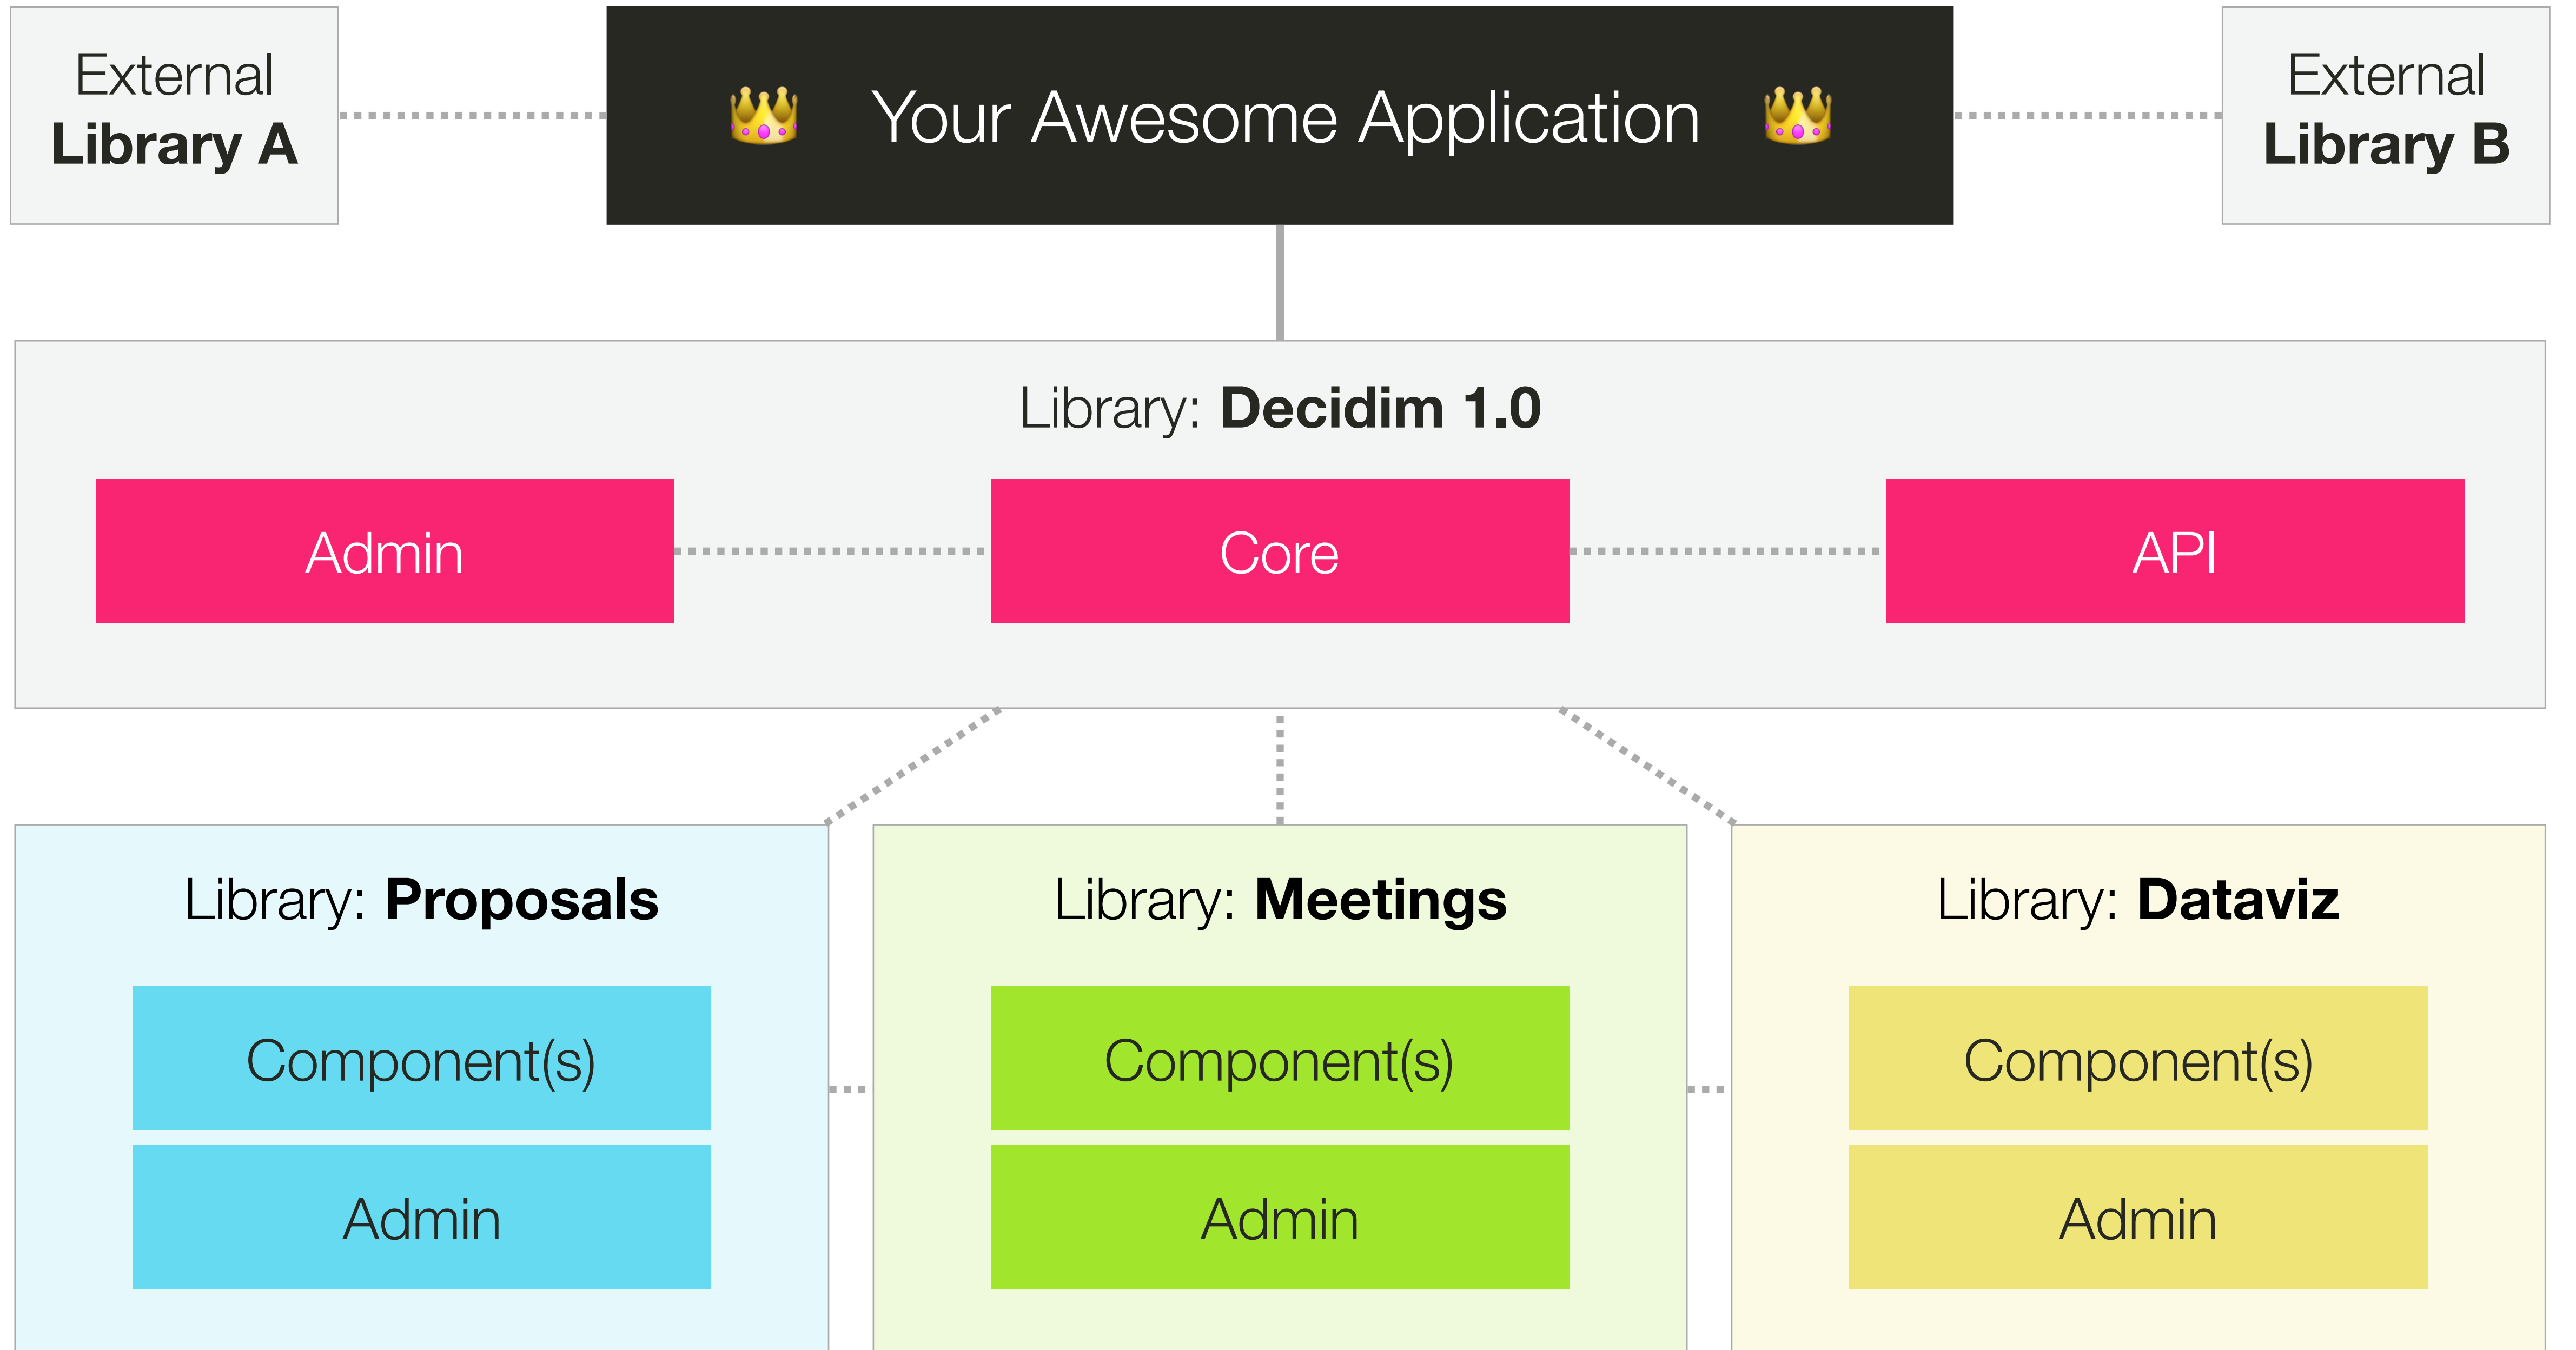 External
Library A
Your Awesome Application
External
Library B
Library: Decidim 1.0
Admin
Core
API
Library: Proposals
Component(s)
Admin
Library: Meetings
Component(s)
Admin
Library: Dataviz
Component(s)
Admin